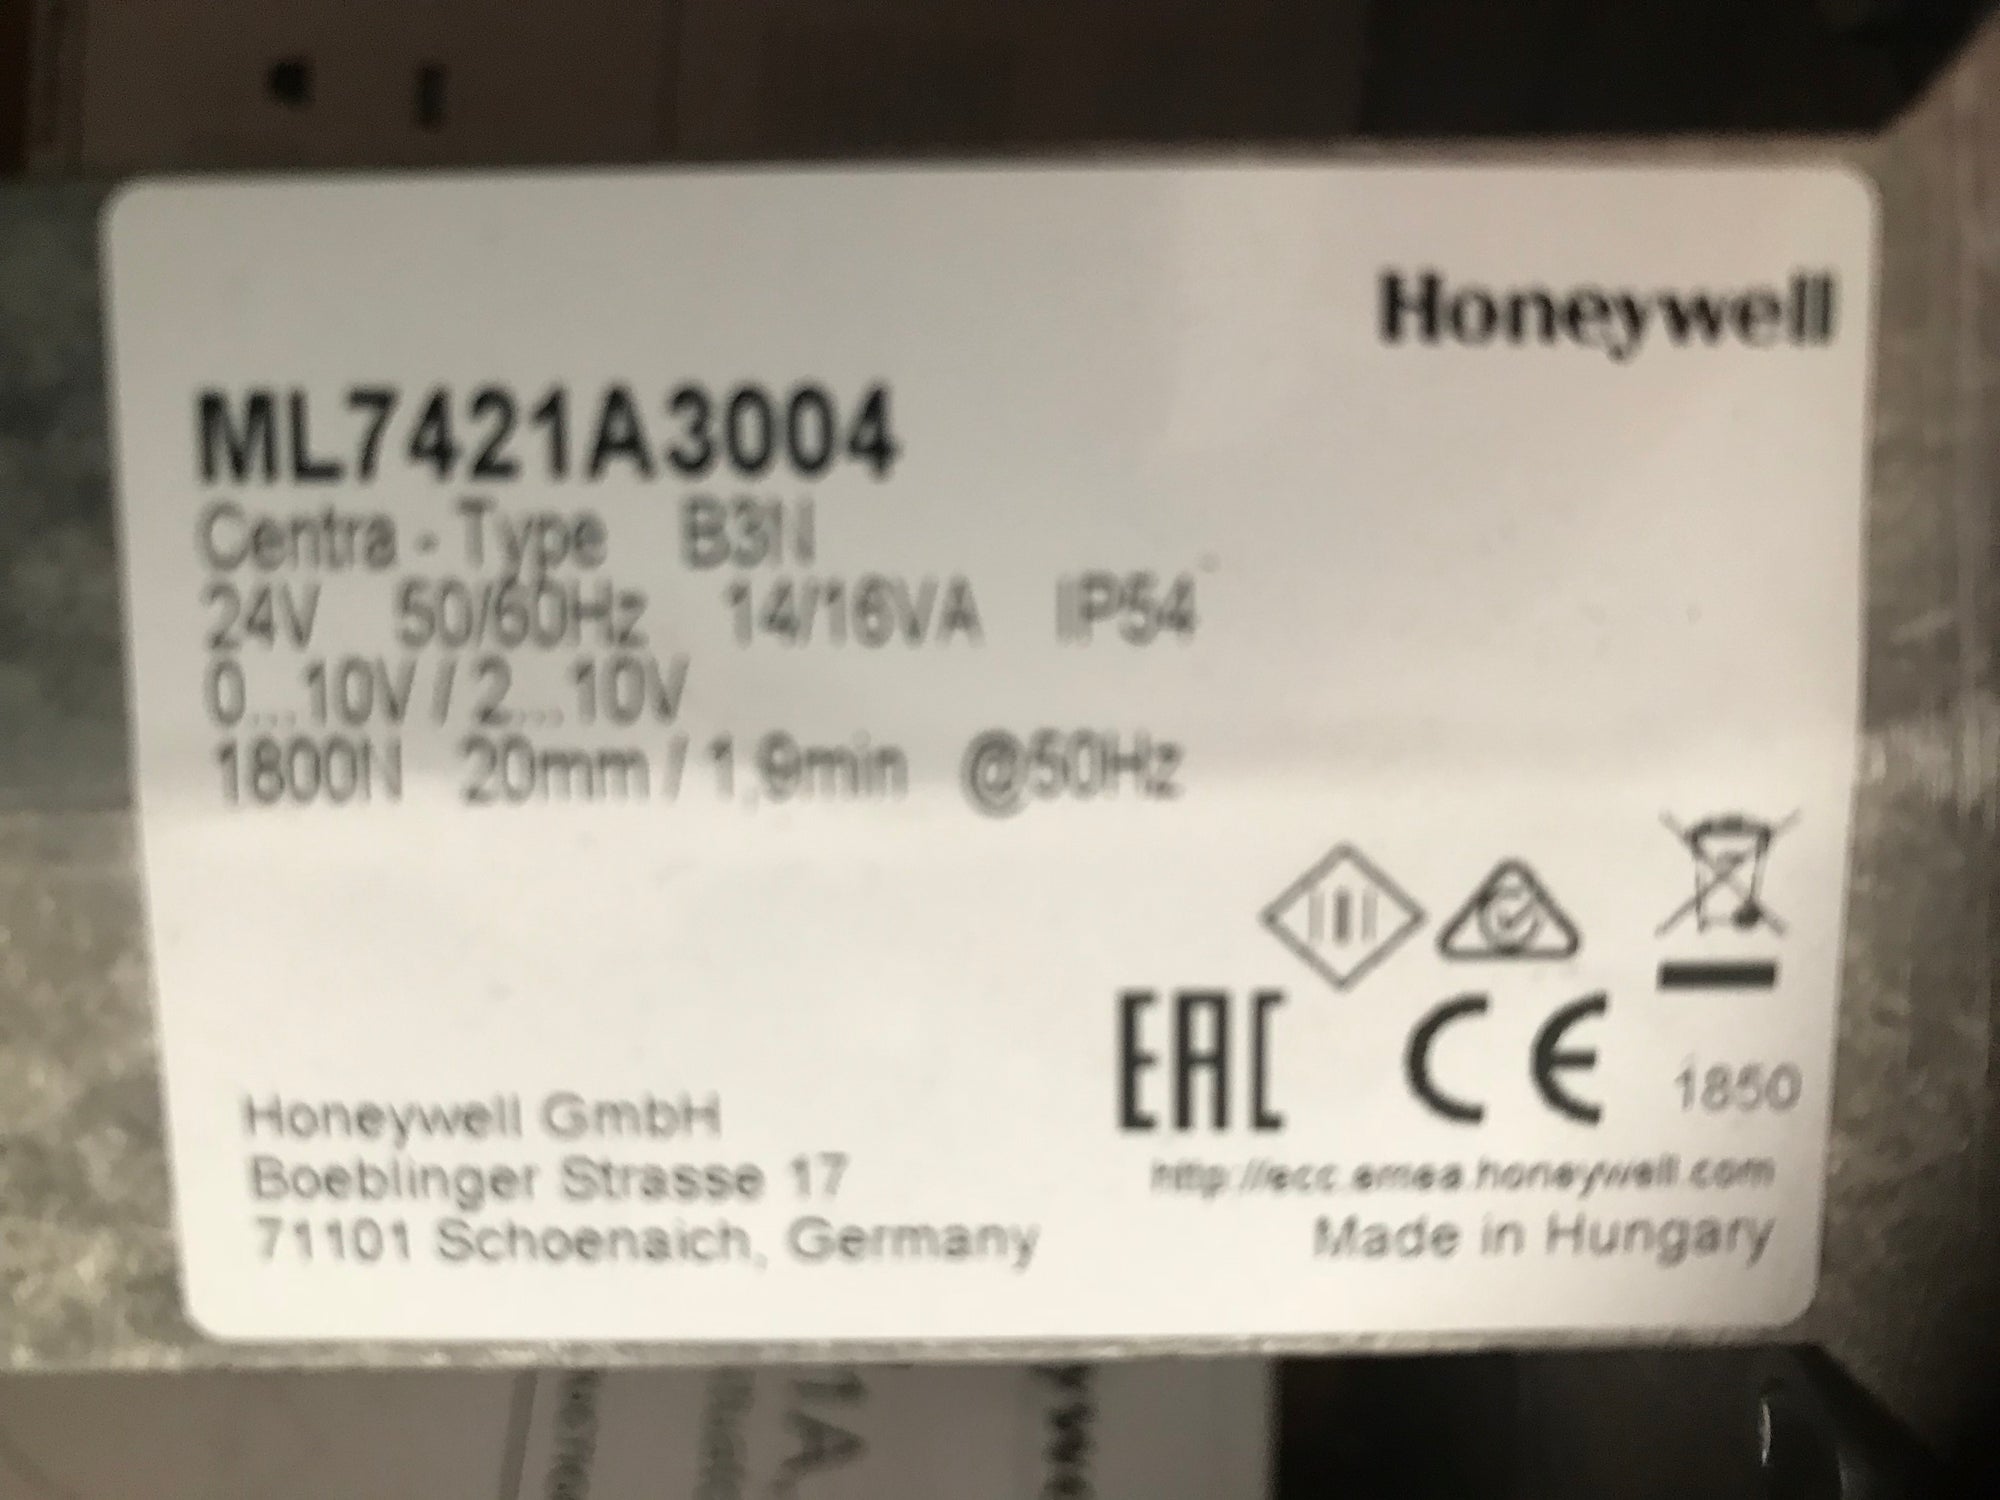 Honeywell
ML7421A3004
Centra - Type B3N
24V 50/60Hz 14/16VA IP54
0...10V / 2...10V
1800N 20mm / 1,9min @50Hz
EAC CE 1850
Honeywell GmbH
Boeblinger Strasse 17
71101 Schoenaich, Germany
http://ecc.emea.honeywell.com
Made in Hungary
1A